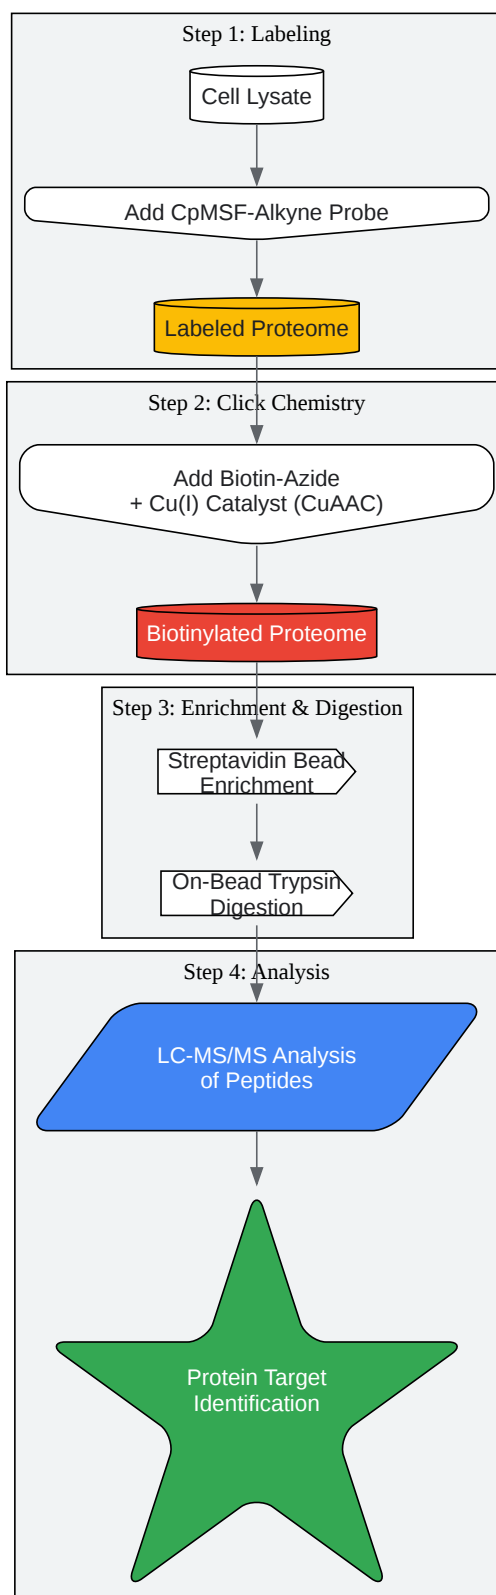 Step 1: Labeling
Cell Lysate
Add CpMSF-Alkyne Probe
Labeled Proteome
Step 2: Click Chemistry
Add Biotin-Azide
+ Cu(I) Catalyst (CuAAC)
Biotinylated Proteome
Step 3: Enrichment & Digestion
Streptavidin Bead
Enrichment
On-Bead Trypsin
Digestion
Step 4: Analysis
LC-MS/MS Analysis
of Peptides
Protein Target
Identification